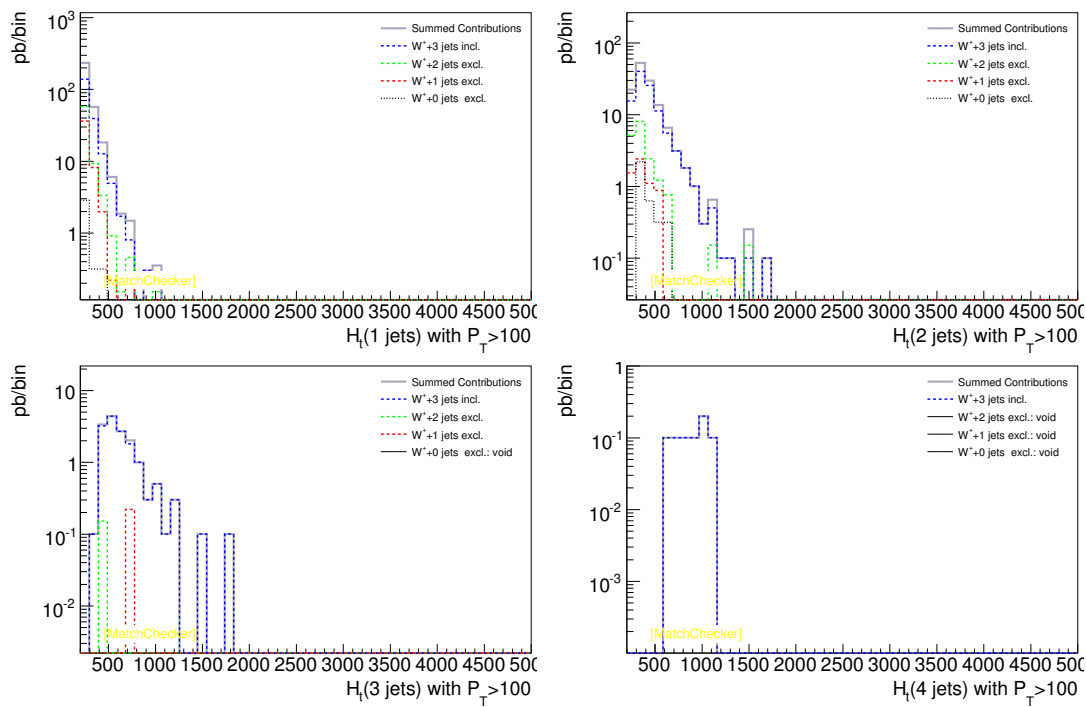 pb/bin
10³
10²
10
1
Summed Contributions
W⁺+3 jets incl.
W⁺+2 jets excl.
W⁺+1 jets excl.
W⁺+0 jets excl.
[MatchChecker]
500 1000 1500 2000 2500 3000 3500 4000 4500 500
H_t(1 jets) with P_T>100
pb/bin
10²
10
1
10⁻¹
Summed Contributions
W⁺+3 jets incl.
W⁺+2 jets excl.
W⁺+1 jets excl.
W⁺+0 jets excl.
[MatchChecker]
500 1000 1500 2000 2500 3000 3500 4000 4500 500
H_t(2 jets) with P_T>100
pb/bin
10
1
10⁻¹
10⁻²
Summed Contributions
W⁺+3 jets incl.
W⁺+2 jets excl.
W⁺+1 jets excl.
W⁺+0 jets excl.: void
[MatchChecker]
500 1000 1500 2000 2500 3000 3500 4000 4500 500
H_t(3 jets) with P_T>100
pb/bin
1
10⁻¹
10⁻²
10⁻³
Summed Contributions
W⁺+3 jets incl.
W⁺+2 jets excl.: void
W⁺+1 jets excl.: void
W⁺+0 jets excl.: void
[MatchChecker]
500 1000 1500 2000 2500 3000 3500 4000 4500 500
H_t(4 jets) with P_T>100